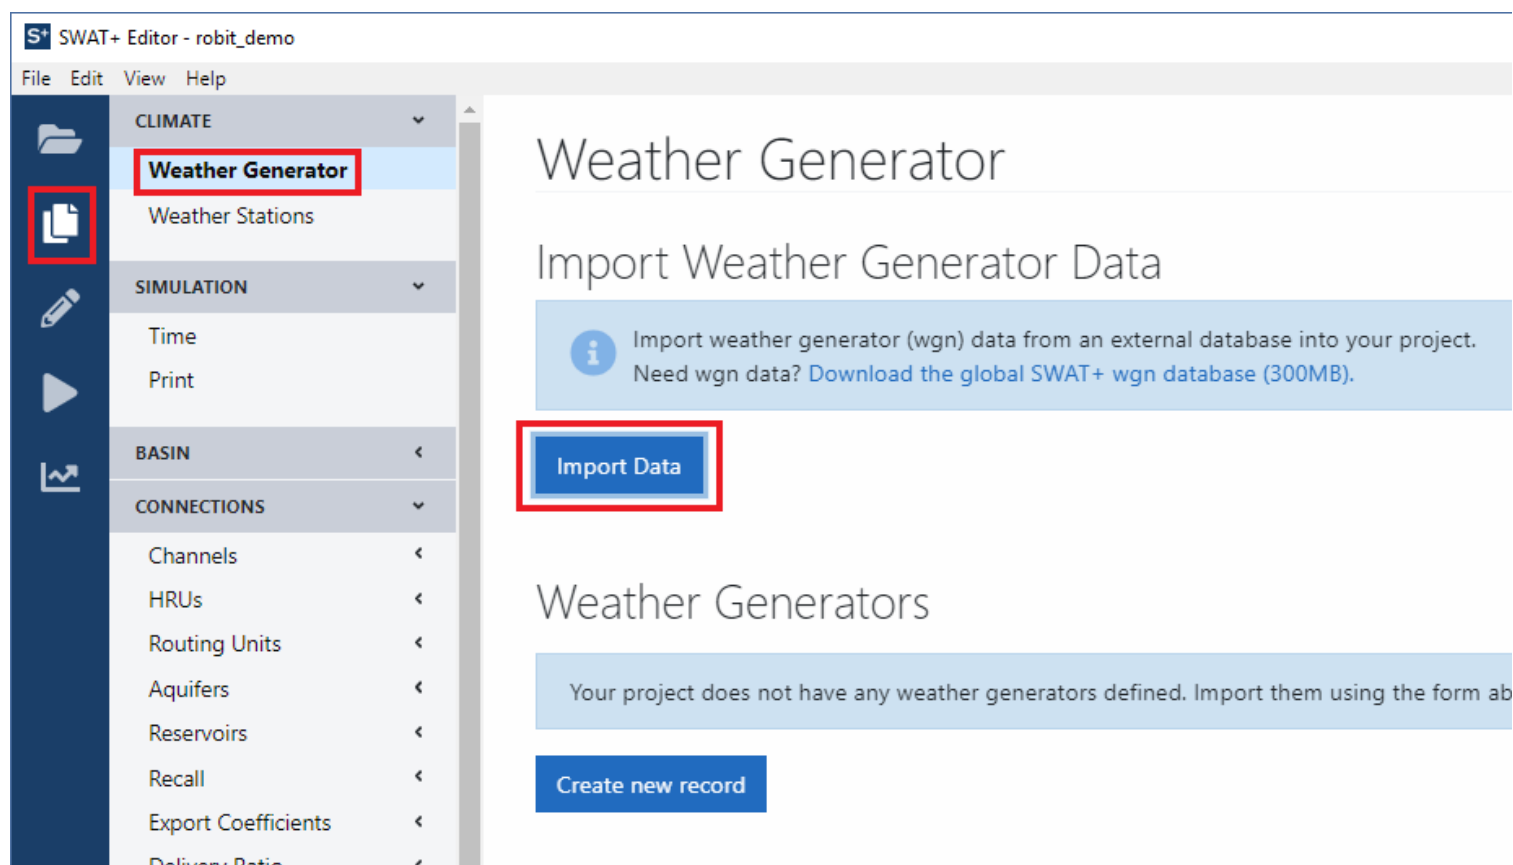 S+ SWAT+ Editor - robit_demo
File Edit View Help
CLIMATE
Weather Generator
Weather Stations
SIMULATION
Time
Print
BASIN
CONNECTIONS
Channels
HRUs
Routing Units
Aquifers
Reservoirs
Recall
Export Coefficients
Delivery Ratio
Weather Generator
Import Weather Generator Data
Import weather generator (wgn) data from an external database into your project.
Need wgn data? Download the global SWAT+ wgn database (300MB).
Import Data
Weather Generators
Your project does not have any weather generators defined. Import them using the form ab
Create new record